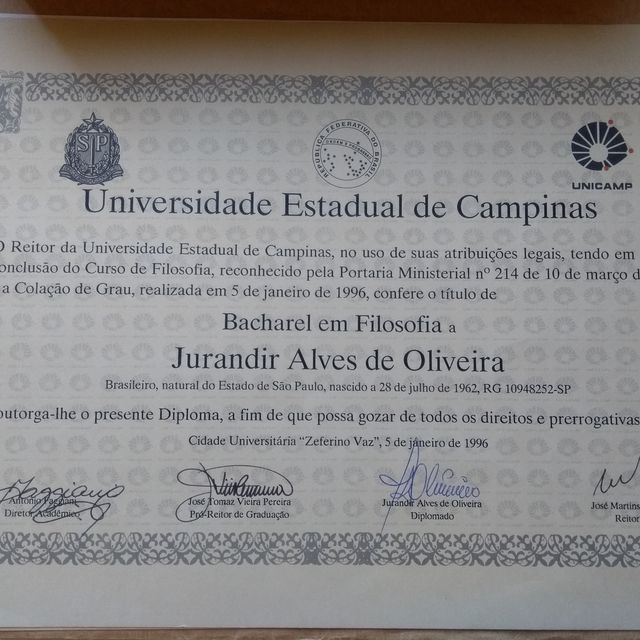 SP
REPÚBLICA FEDERATIVA DO BRASIL
UNICAMP
Universidade Estadual de Campinas
O Reitor da Universidade Estadual de Campinas, no uso de suas atribuições legais, tendo em
onclusão do Curso de Filosofia, reconhecido pela Portaria Ministerial nº 214 de 10 de março d
a Colação de Grau, realizada em 5 de janeiro de 1996, confere o título de
Bacharel em Filosofia a
Jurandir Alves de Oliveira
Brasileiro, natural do Estado de São Paulo, nascido a 28 de julho de 1962, RG 10948252-SP
outorga-lhe o presente Diploma, a fim de que possa gozar de todos os direitos e prerrogativas
Cidade Universitária "Zeferino Vaz", 5 de janeiro de 1996
Antonio
José Tomaz Vieira Pereira
Jurandir Alves de Oliveira
José Martins
Diretor Acadêmico
Pró-Reitor de Graduação
Diplomado
Reitor